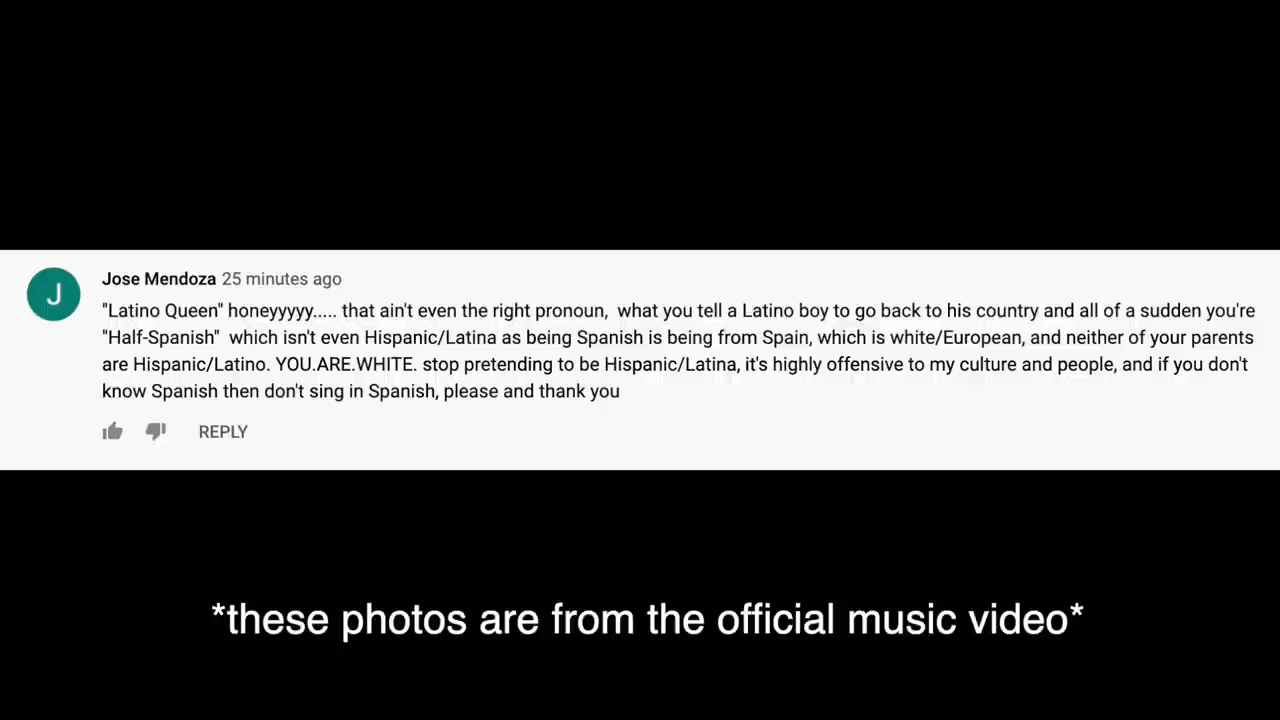 J
Jose Mendoza 25 minutes ago
"Latino Queen" honeyyyyy..... that ain't even the right pronoun,  what you tell a Latino boy to go back to his country and all of a sudden you're
"Half-Spanish"  which isn't even Hispanic/Latina as being Spanish is being from Spain, which is white/European, and neither of your parents
are Hispanic/Latino. YOU.ARE.WHITE. stop pretending to be Hispanic/Latina, it's highly offensive to my culture and people, and if you don't
know Spanish then don't sing in Spanish, please and thank you
REPLY
*these photos are from the official music video*